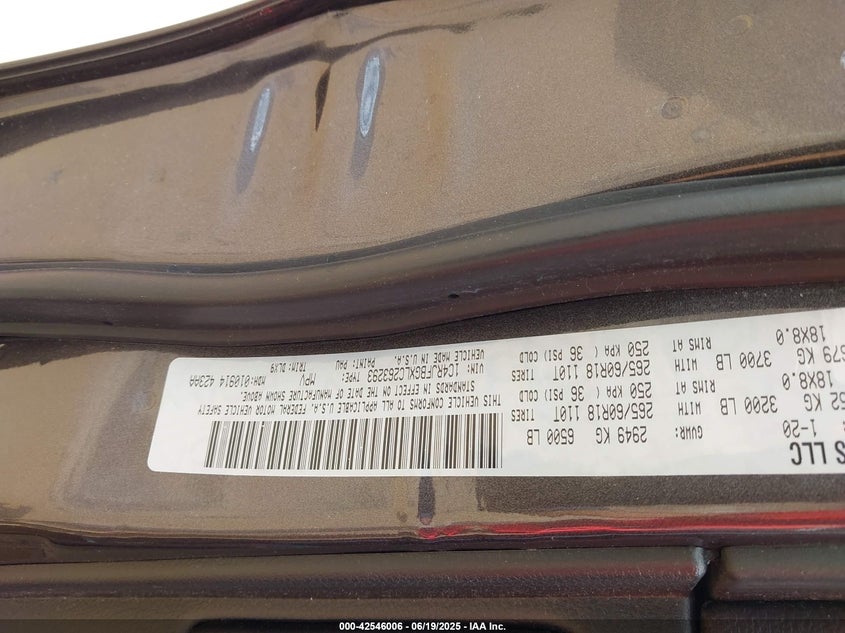 S LLC
1-20 GVWR: 2949 KG 6500 LB
52 KG 3200 LB WITH 265/60R18 110T TIRES
18X8.0 RIMS AT 250 KPA ( 36 PSI) COLD
679 KG 3700 LB WITH 265/60R18 110T TIRES
18X8.0 RIMS AT 250 KPA ( 36 PSI) COLD
THIS VEHICLE CONFORMS TO ALL APPLICABLE U.S.A. FEDERAL MOTOR VEHICLE SAFETY
STANDARDS IN EFFECT ON THE DATE OF MANUFACTURE SHOWN ABOVE
VIN: 1C4RJFBGXLC263293 TYPE: MPV MDH:010914 423AA
VEHICLE MADE IN U.S.A. PAINT: PAU TRIM: DLX9
000-42546006 - 06/19/2025 - IAA Inc.